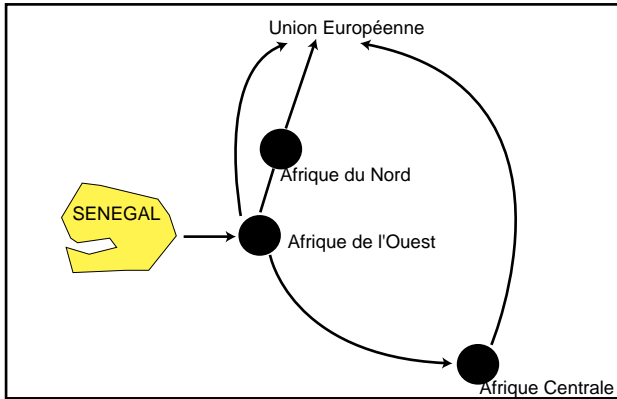 Union Européenne
Afrique du Nord
SENEGAL
Afrique de l'Ouest
Afrique Centrale